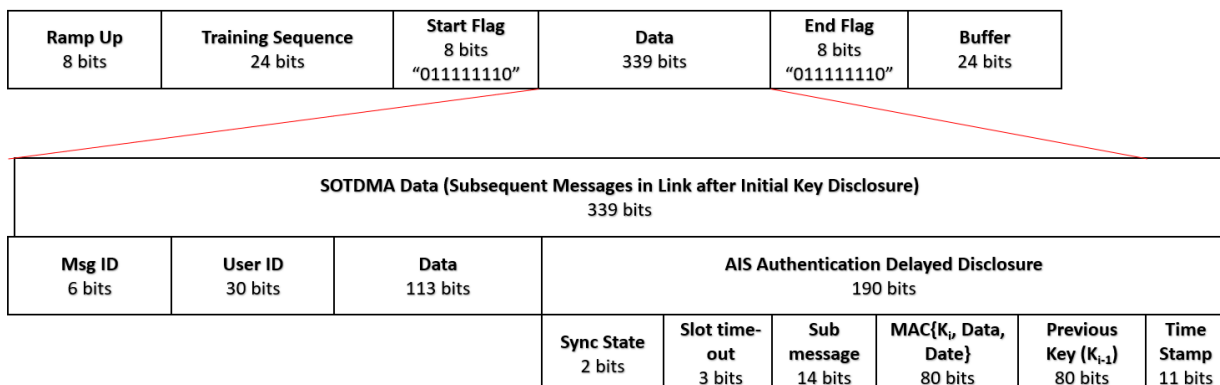 Ramp Up
8 bits
Training Sequence
24 bits
Start Flag
8 bits
“011111110”
Data
339 bits
End Flag
8 bits
“011111110”
Buffer
24 bits
SOTDMA Data (Subsequent Messages in Link after Initial Key Disclosure)
339 bits
Msg ID
6 bits
User ID
30 bits
Data
113 bits
AIS Authentication Delayed Disclosure
190 bits
Sync State
2 bits
Slot time-
out
3 bits
Sub
message
14 bits
MAC{Ki, Data,
Date}
80 bits
Previous
Key (Ki-1)
80 bits
Time
Stamp
11 bits